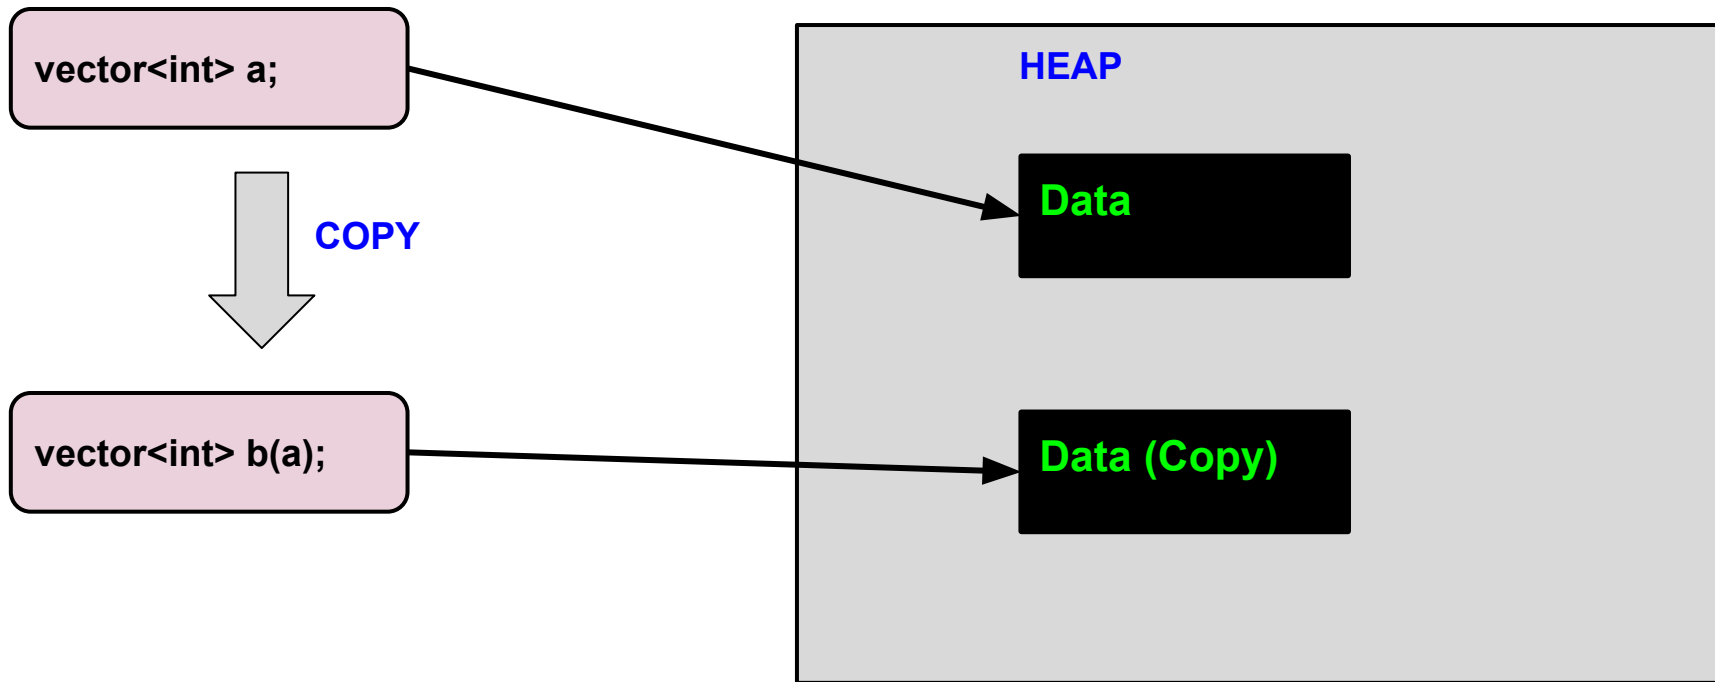 vector<int> a;
HEAP
Data
COPY
vector<int> b(a);
Data (Copy)